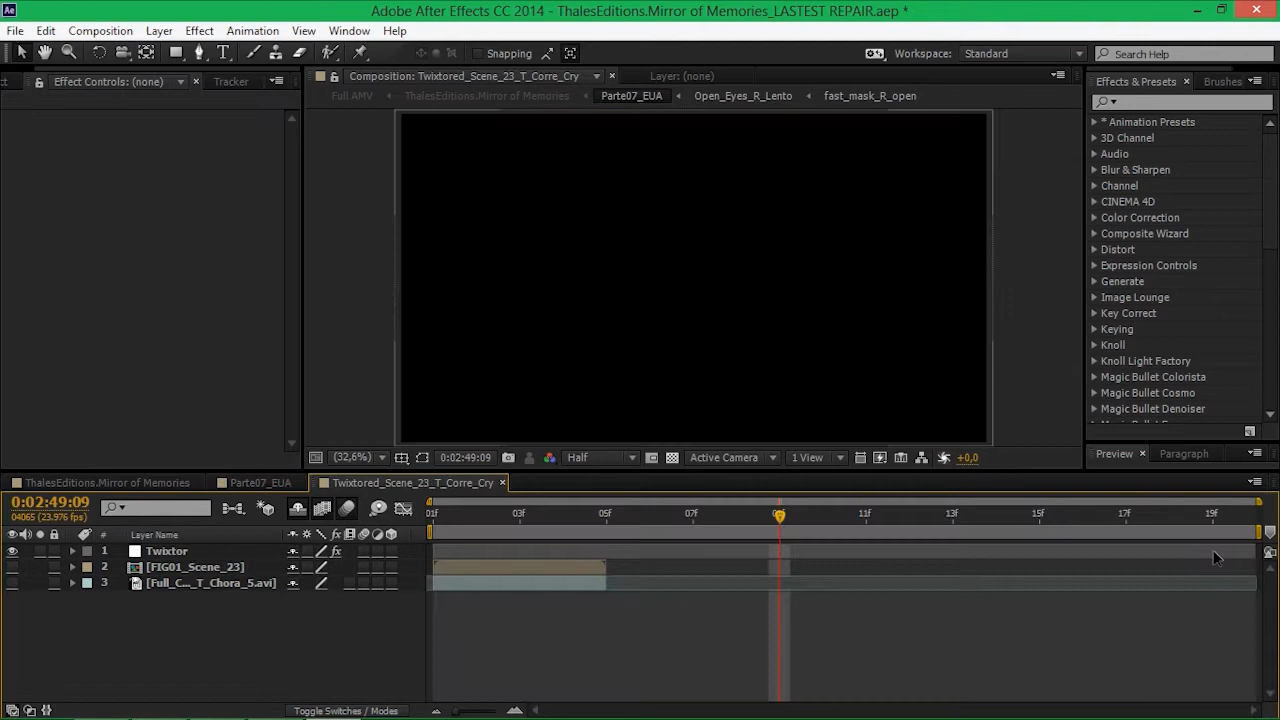 Adobe After Effects CC 2014 - ThalesEditions.Mirror of Memories_LASTEST REPAIR.aep *
File Edit Composition Layer Effect Animation View Window Help
Snapping
Workspace: Standard
Search Help
Effect Controls: (none)
Tracker
Composition: Twixtored_Scene_23_T_Corre_Cry
Layer: (none)
Effects & Presets
Brushes
Full AMV
ThalesEditions.Mirror of Memories
Parte07_EUA
Open_Eyes_R_Lento
fast_mask_R_open
* Animation Presets
3D Channel
Audio
Blur & Sharpen
Channel
CINEMA 4D
Color Correction
Composite Wizard
Distort
Expression Controls
Generate
Image Lounge
Key Correct
Keying
Knoll
Knoll Light Factory
Magic Bullet Colorista
Magic Bullet Cosmo
Magic Bullet Denoiser
(32,6%)
0:02:49:09
Half
Active Camera
1 View
+0,0
Preview
Paragraph
ThalesEditions.Mirror of Memories
Parte07_EUA
Twixtored_Scene_23_T_Corre_Cry
0:02:49:09
04065 (23.976 fps)
01f 03f 05f 07f 11f 13f 15f 17f 19f
# Layer Name
1 Twixtor
2 [FIG01_Scene_23]
3 [Full_C..._T_Chora_5.avi]
Toggle Switches / Modes